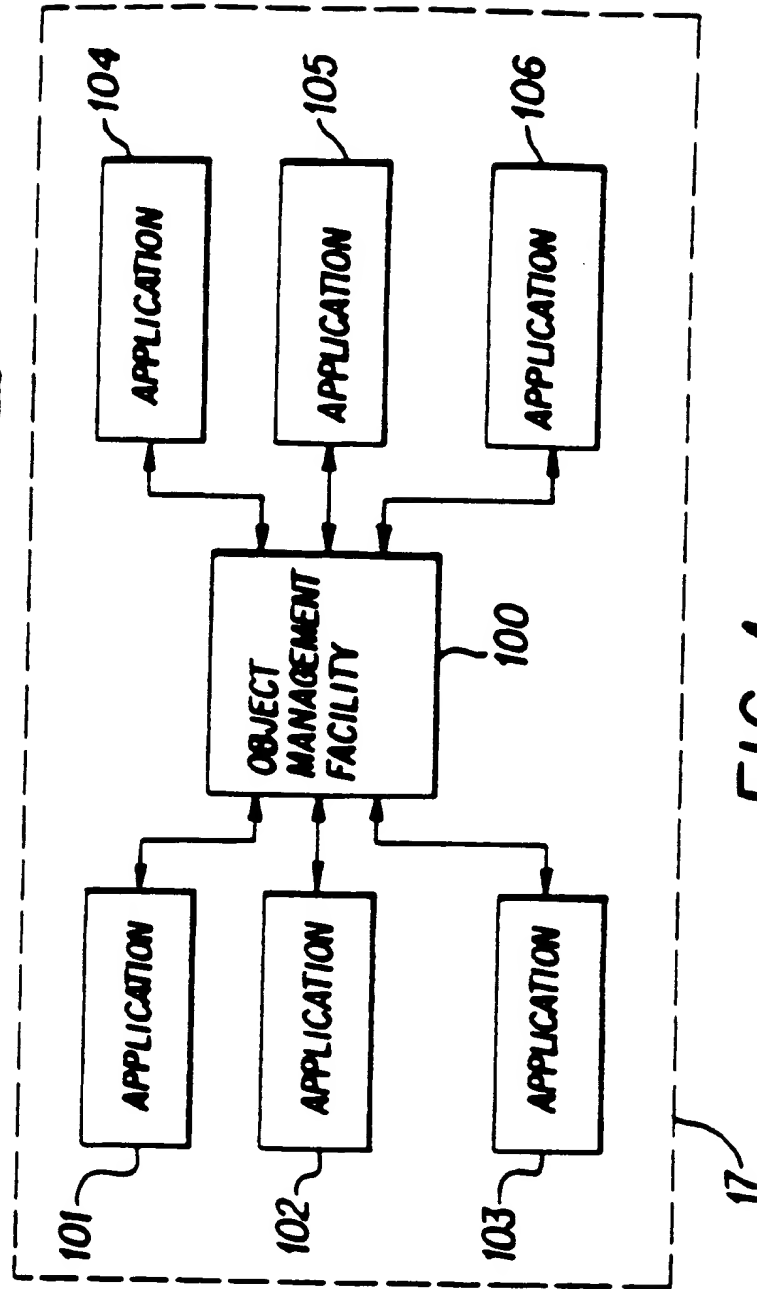 104
APPLICATION
105
APPLICATION
106
APPLICATION
OBJECT
MANAGEMENT
FACILITY
100
101
APPLICATION
102
APPLICATION
103
APPLICATION
17